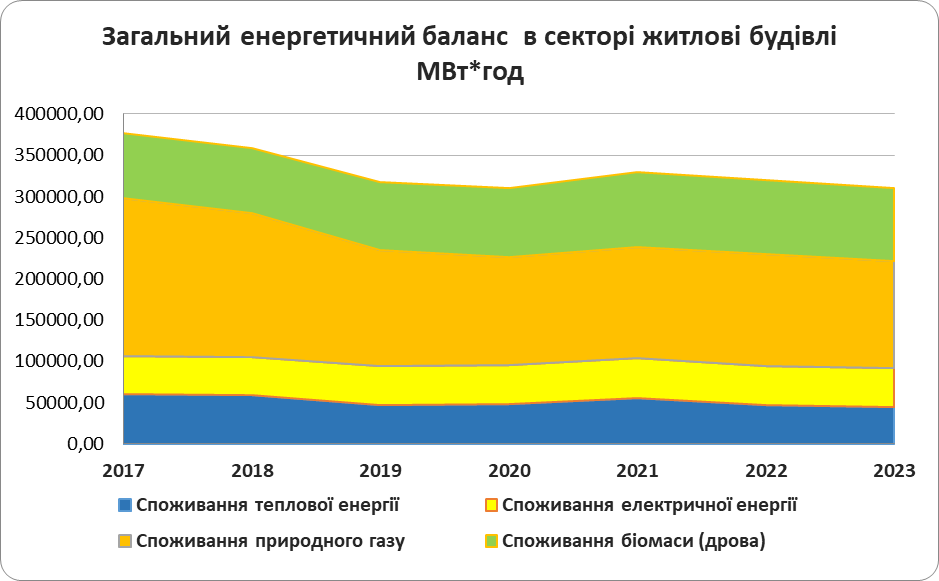 Загальний енергетичний баланс в секторі житлові будівлі
МВт*год
400000,00
350000,00
300000,00
250000,00
200000,00
150000,00
100000,00
50000,00
0,00
2017 2018 2019 2020 2021 2022 2023
Споживання теплової енергії Споживання електричної енергії
Споживання природного газу Споживання біомаси (дрова)